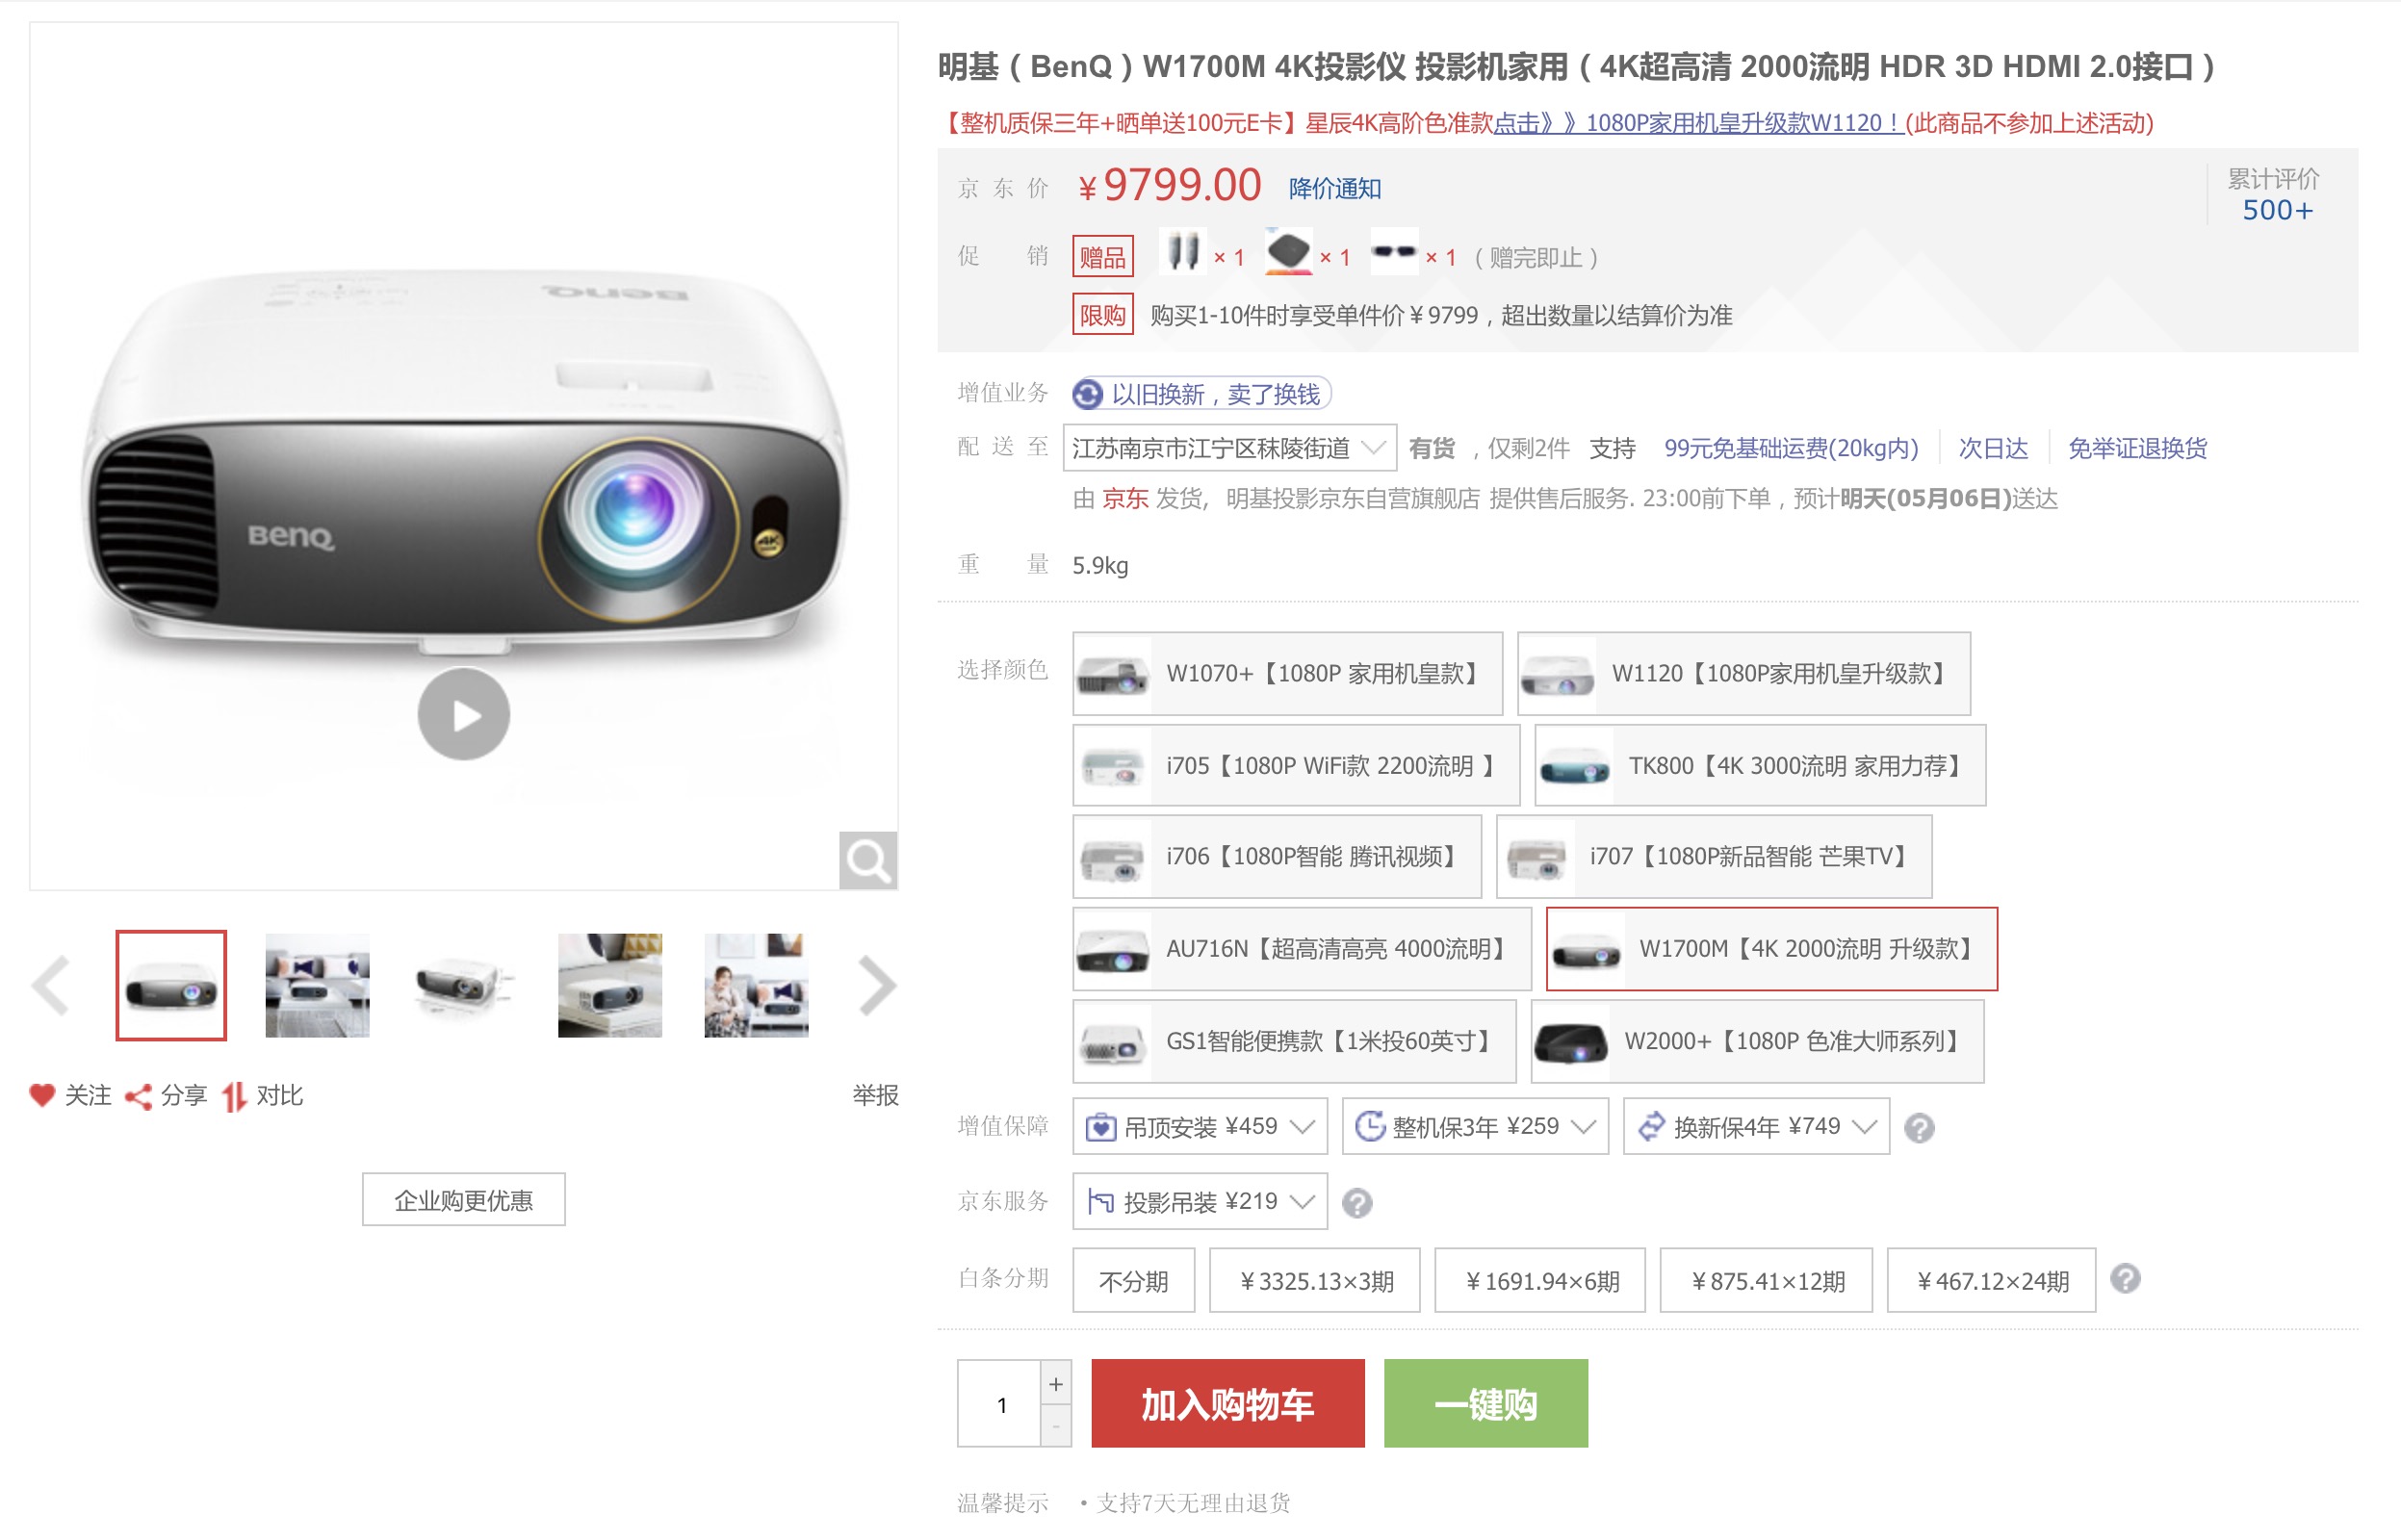 明基（BenQ）W1700M 4K投影仪 投影机家用（4K超高清 2000流明 HDR 3D HDMI 2.0接口）
【整机质保三年+晒单送100元E卡】星辰4K高阶色准款点击》》1080P家用机皇升级款W1120！(此商品不参加上述活动)
京东价 ¥9799.00 降价通知
累计评价
500+
促销 赠品 ×1 ×1 ×1 （赠完即止）
限购 购买1-10件时享受单件价￥9799，超出数量以结算价为准
增值业务 以旧换新，卖了换钱
配送至 江苏南京市江宁区秣陵街道 有货 ，仅剩2件 支持 99元免基础运费(20kg内) 次日达 免举证退换货
由 京东 发货, 明基投影京东自营旗舰店 提供售后服务. 23:00前下单，预计明天(05月06日)送达
重量 5.9kg
选择颜色 W1070+【1080P 家用机皇款】 W1120【1080P家用机皇升级款】
i705【1080P WiFi款 2200流明 】 TK800【4K 3000流明 家用力荐】
i706【1080P智能 腾讯视频】 i707【1080P新品智能 芒果TV】
AU716N【超高清高亮 4000流明】 W1700M【4K 2000流明 升级款】
GS1智能便携款【1米投60英寸】 W2000+【1080P 色准大师系列】
增值保障 吊顶安装 ¥459 整机保3年 ¥259 换新保4年 ¥749 ?
京东服务 投影吊装 ¥219 ?
白条分期 不分期 ￥3325.13×3期 ￥1691.94×6期 ￥875.41×12期 ￥467.12×24期 ?
1 + - 加入购物车 一键购
温馨提示 •支持7天无理由退货
BenQ
BenQ
4K
关注 分享 对比 举报
企业购更优惠